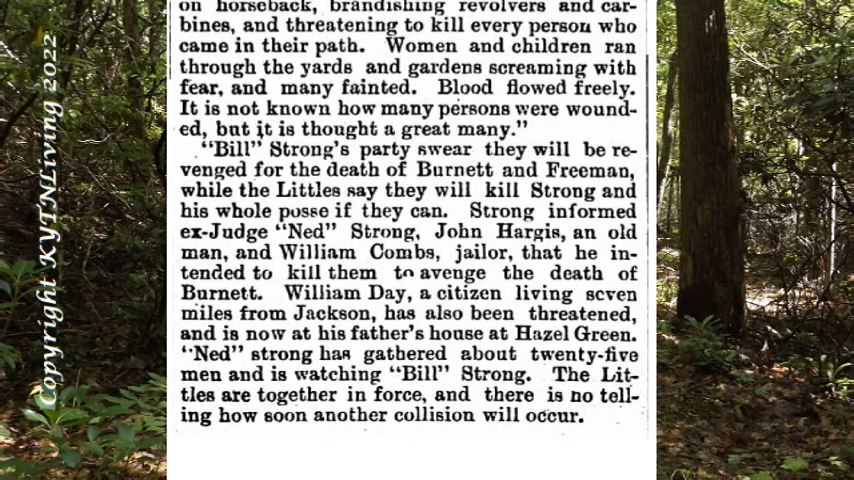 on horseback, brandishing revolvers and car-
bines, and threatening to kill every person who
came in their path. Women and children ran
through the yards and gardens screaming with
fear, and many fainted. Blood flowed freely.
It is not known how many persons were wound-
ed, but it is thought a great many."
"Bill" Strong's party swear they will be re-
venged for the death of Burnett and Freeman,
while the Littles say they will kill Strong and
his whole posse if they can. Strong informed
ex-Judge "Ned" Strong, John Hargis, an old
man, and William Combs, jailor, that he in-
tended to kill them to avenge the death of
Burnett. William Day, a citizen living seven
miles from Jackson, has also been threatened,
and is now at his father's house at Hazel Green.
"Ned" strong has gathered about twenty-five
men and is watching "Bill" Strong. The Lit-
tles are together in force, and there is no tell-
ing how soon another collision will occur.
Copyright KYTNLiving 2022